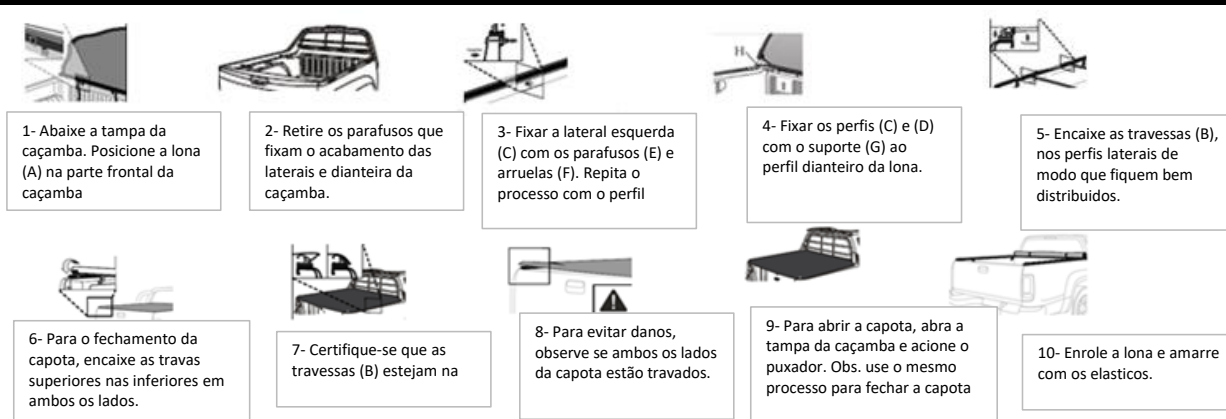 H
1- Abaixe a tampa da
caçamba. Posicione a lona
(A) na parte frontal da
caçamba
2- Retire os parafusos que
fixam o acabamento das
laterais e dianteira da
caçamba.
3- Fixar a lateral esquerda
(C) com os parafusos (E) e
arruelas (F). Repita o
processo com o perfil
4- Fixar os perfis (C) e (D)
com o suporte (G) ao
perfil dianteiro da lona.
5- Encaixe as travessas (B),
nos perfis laterais de
modo que fiquem bem
distribuidos.
6- Para o fechamento da
capota, encaixe as travas
superiores nas inferiores em
ambos os lados.
7- Certifique-se que as
travessas (B) estejam na
8- Para evitar danos,
observe se ambos os lados
da capota estão travados.
9- Para abrir a capota, abra a
tampa da caçamba e acione o
puxador. Obs. use o mesmo
processo para fechar a capota
10- Enrole a lona e amarre
com os elasticos.